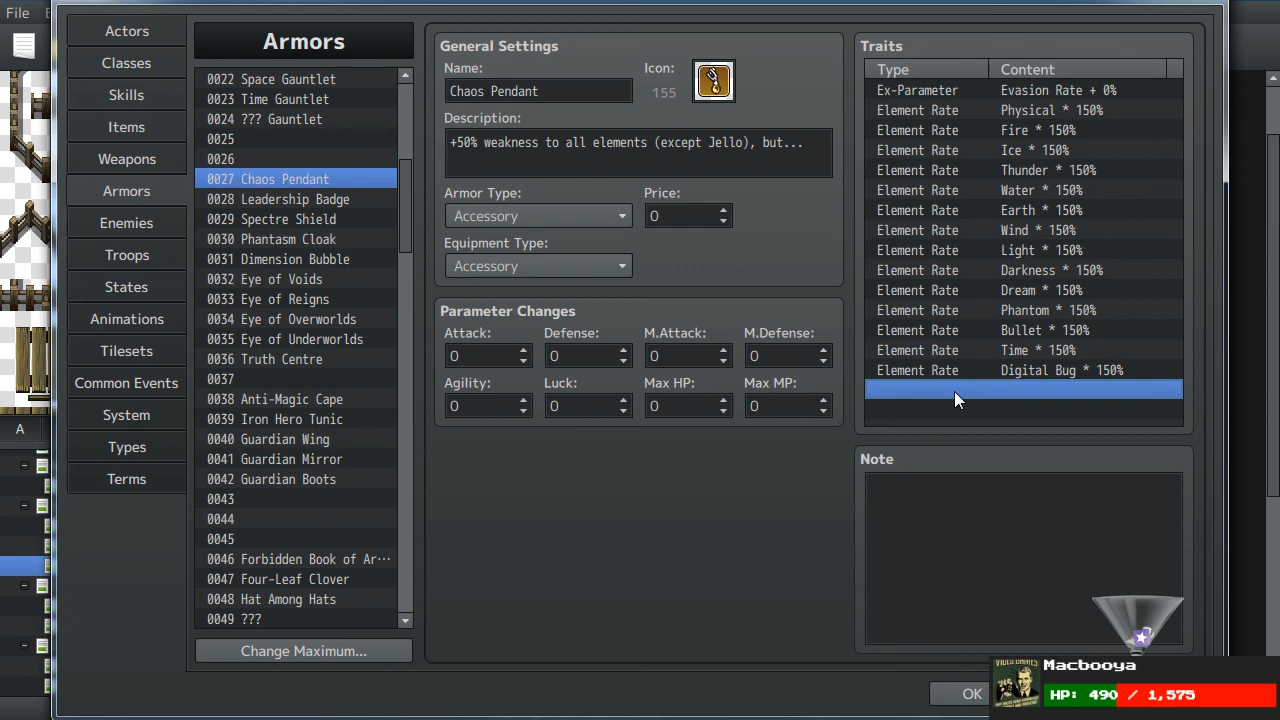 File
E
A
Actors
Classes
Skills
Items
Weapons
Armors
Enemies
Troops
States
Animations
Tilesets
Common Events
System
Types
Terms
Armors
0022 Space Gauntlet
0023 Time Gauntlet
0024 ??? Gauntlet
0025
0026
0027 Chaos Pendant
0028 Leadership Badge
0029 Spectre Shield
0030 Phantasm Cloak
0031 Dimension Bubble
0032 Eye of Voids
0033 Eye of Reigns
0034 Eye of Overworlds
0035 Eye of Underworlds
0036 Truth Centre
0037
0038 Anti-Magic Cape
0039 Iron Hero Tunic
0040 Guardian Wing
0041 Guardian Mirror
0042 Guardian Boots
0043
0044
0045
0046 Forbidden Book of Ar···
0047 Four-Leaf Clover
0048 Hat Among Hats
0049 ???
Change Maximum...
General Settings
Name: Icon:
Chaos Pendant 155
Description:
+50% weakness to all elements (except Jello), but...
Armor Type: Price:
Accessory 0
Equipment Type:
Accessory
Parameter Changes
Attack: Defense: M.Attack: M.Defense:
0 0 0 0
Agility: Luck: Max HP: Max MP:
0 0 0 0
Traits
Type Content
Ex-Parameter Evasion Rate + 0%
Element Rate Physical * 150%
Element Rate Fire * 150%
Element Rate Ice * 150%
Element Rate Thunder * 150%
Element Rate Water * 150%
Element Rate Earth * 150%
Element Rate Wind * 150%
Element Rate Light * 150%
Element Rate Darkness * 150%
Element Rate Dream * 150%
Element Rate Phantom * 150%
Element Rate Bullet * 150%
Element Rate Time * 150%
Element Rate Digital Bug * 150%
Note
OK
VIDEO GAMES
Macbooya
HP: 490 / 1,575